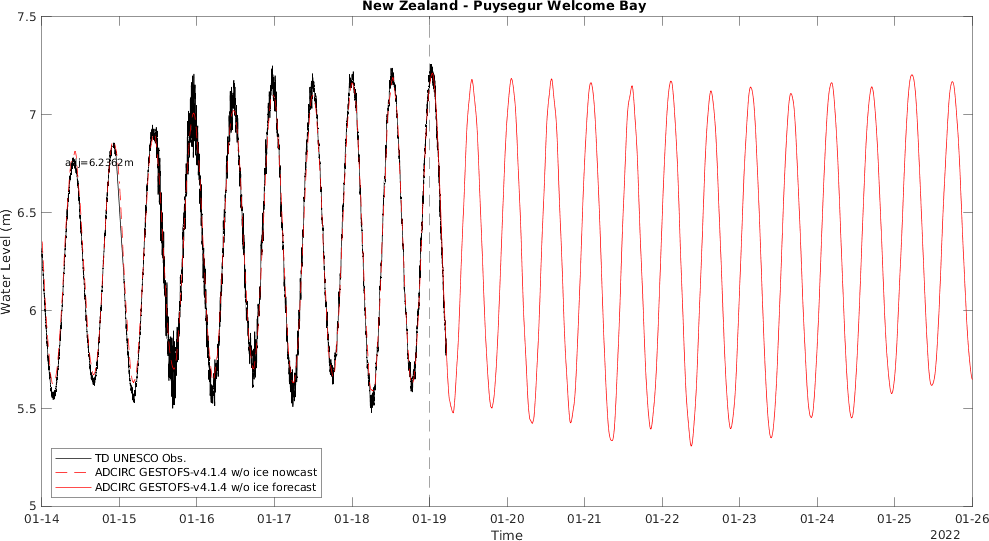 New Zealand - Puysegur Welcome Bay
7.5
7
6.5
6
5.5
5
Water Level (m)
adj=6.2362m
TD UNESCO Obs.
ADCIRC GESTOFS-v4.1.4 w/o ice nowcast
ADCIRC GESTOFS-v4.1.4 w/o ice forecast
01-14 01-15 01-16 01-17 01-18 01-19 01-20 01-21 01-22 01-23 01-24 01-25 01-26
Time
2022